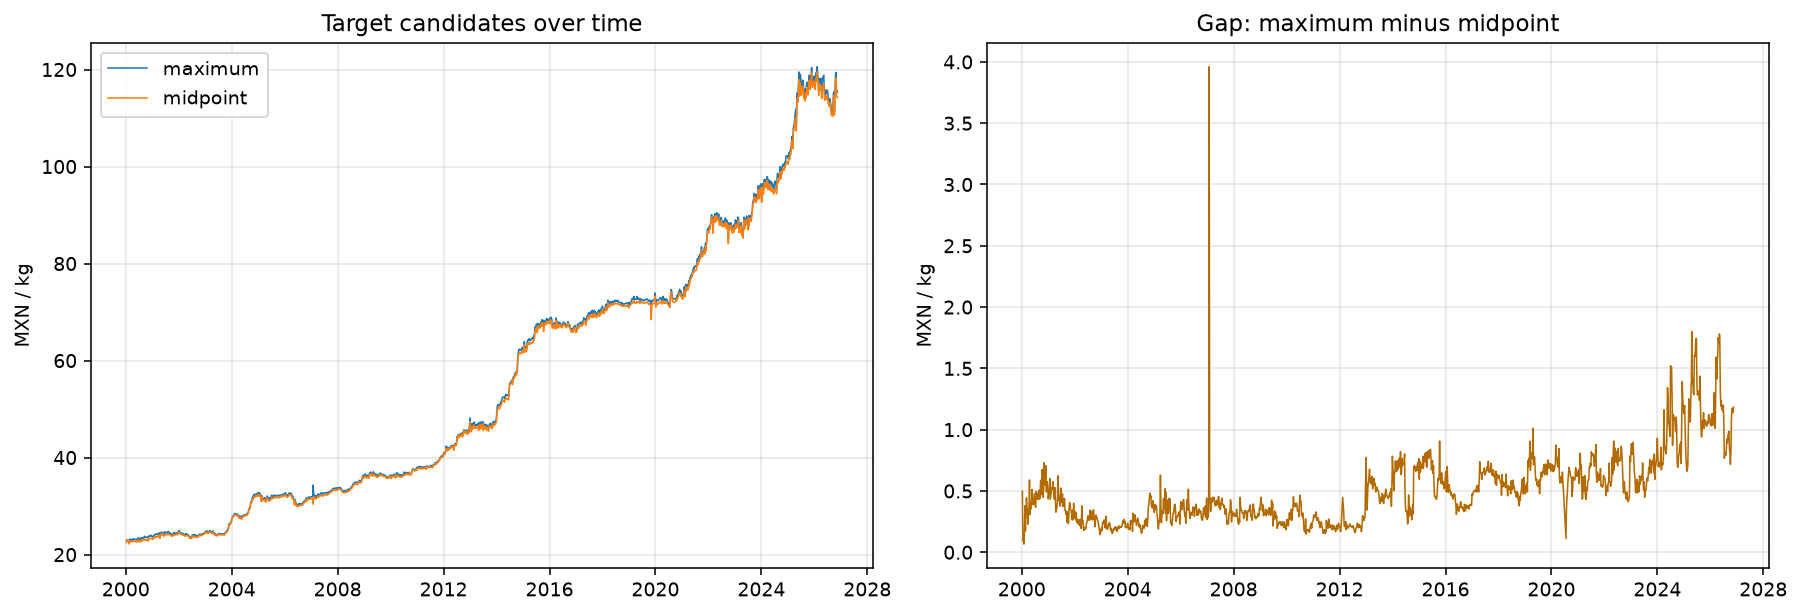 Target candidates over time
MXN / kg
120
100
80
60
40
20
maximum
midpoint
2000 2004 2008 2012 2016 2020 2024 2028
Gap: maximum minus midpoint
MXN / kg
4.0
3.5
3.0
2.5
2.0
1.5
1.0
0.5
0.0
2000 2004 2008 2012 2016 2020 2024 2028